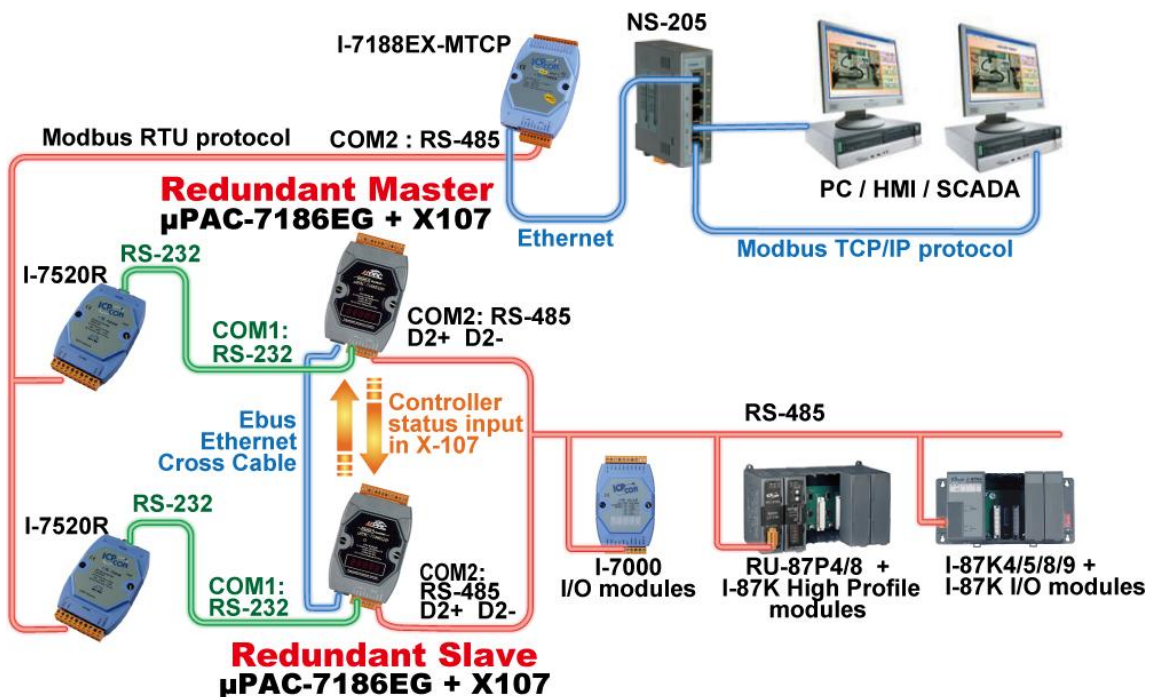 NS-205
I-7188EX-MTCP
Modbus RTU protocol
COM2 : RS-485
Redundant Master
µPAC-7186EG + X107
Ethernet
PC / HMI / SCADA
Modbus TCP/IP protocol
RS-232
I-7520R
COM1:
RS-232
COM2: RS-485
D2+ D2-
Ebus
Ethernet
Cross Cable
Controller
status input
in X-107
RS-485
RS-232
I-7520R
COM1:
RS-232
COM2:
RS-485
D2+ D2-
I-7000
I/O modules
RU-87P4/8 +
I-87K High Profile
modules
I-87K4/5/8/9 +
I-87K I/O modules
Redundant Slave
µPAC-7186EG + X107